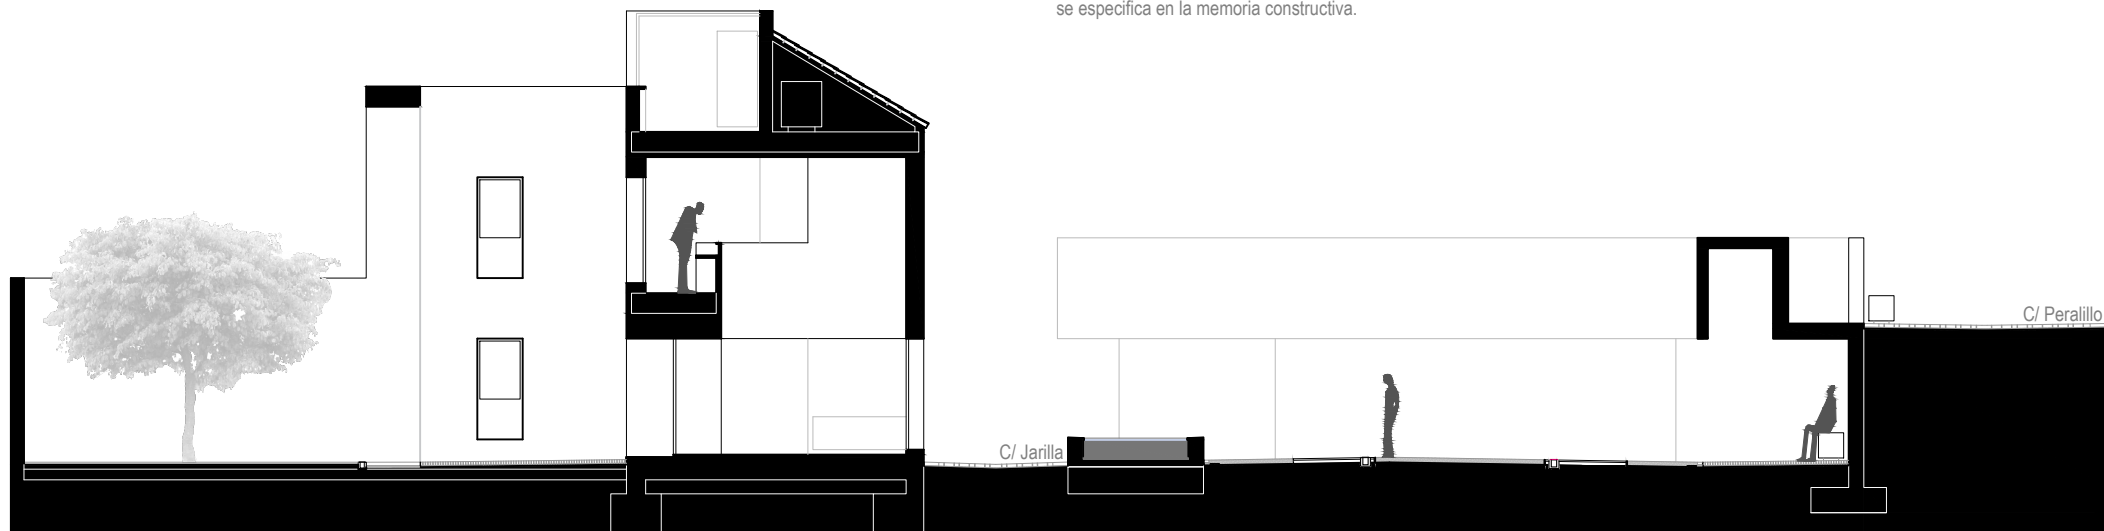 se especifica en la memoria constructiva.
C/ Peralillo
C/ Jarilla